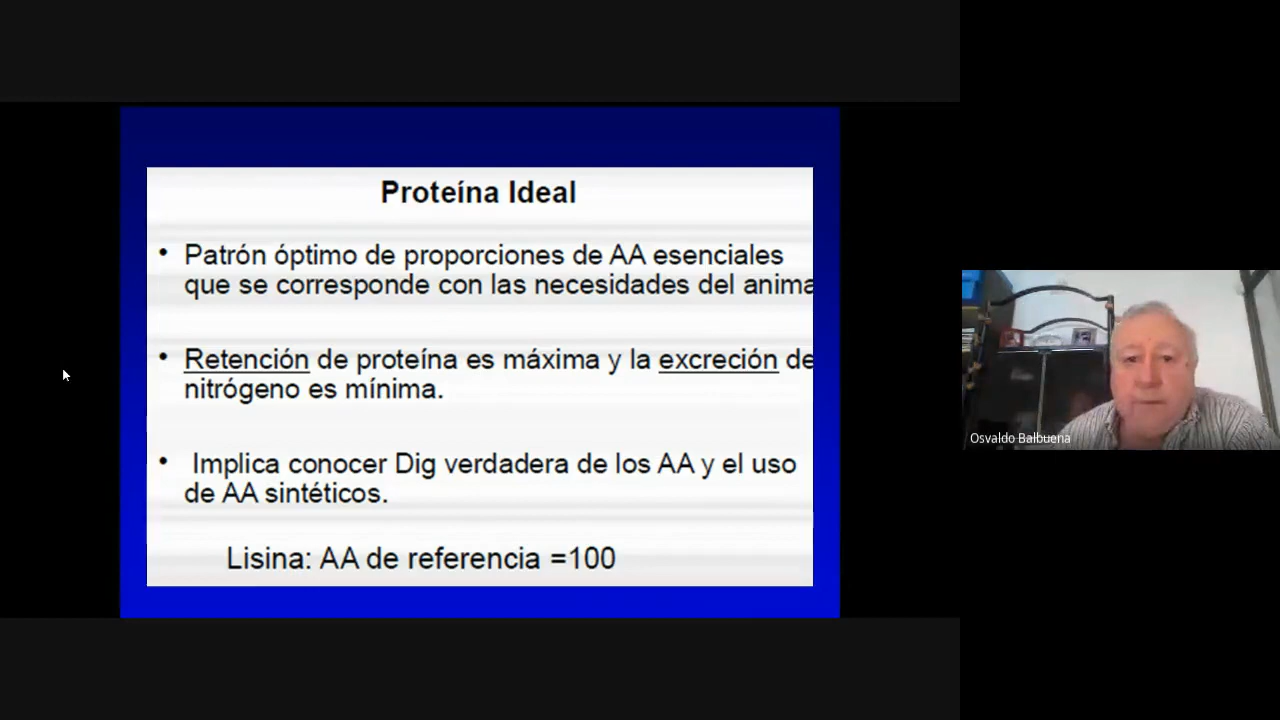 Proteína Ideal
• Patrón óptimo de proporciones de AA esenciales
que se corresponde con las necesidades del anima
• Retención de proteína es máxima y la excreción de
nitrógeno es mínima.
• Implica conocer Dig verdadera de los AA y el uso
de AA sintéticos.
Lisina: AA de referencia =100
Osvaldo Balbuena